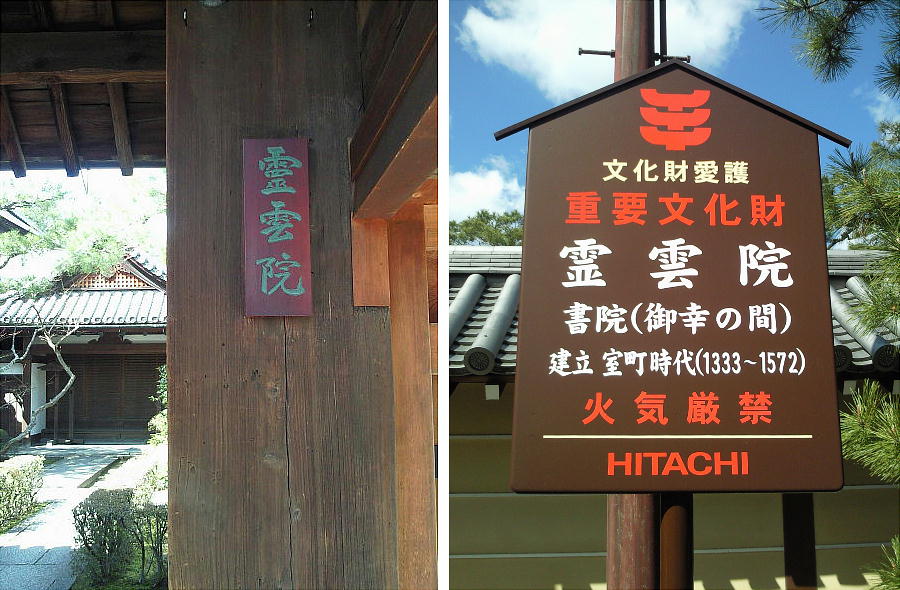 靈雲院
文化財愛護
重要文化財
霊雲院
書院(御幸の間)
建立 室町時代(1333~1572)
火気厳禁
HITACHI